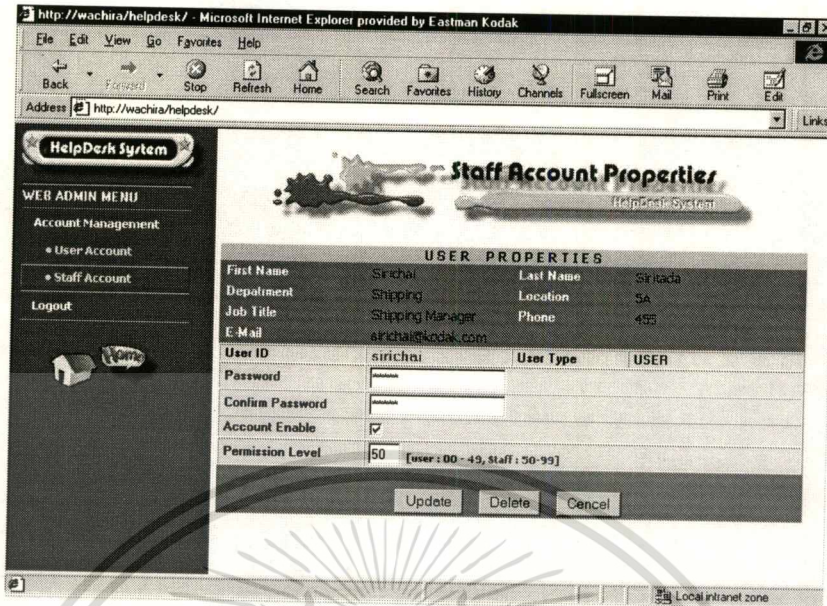 http://wachira/helpdesk/ - Microsoft Internet Explorer provided by Eastman Kodak
File Edit View Go Favorites Help
Back Forward Stop Refresh Home Search Favorites History Channels Fullscreen Mail Print Edit
Address http://wachira/helpdesk/ Links
HelpDesk System
Staff Account Properties
HelpDesk System
WEB ADMIN MENU
Account Management
User Account
Staff Account
Logout
Home
USER PROPERTIES
First Name Sirichai Last Name Siritada
Depatment Shipping Location 5A
Job Title Shipping Manager Phone 455
E-Mail sirichai@kodak.com
User ID sirichai User Type USER
Password *****
Confirm Password *****
Account Enable
Permission Level 50 [user : 00 - 49, Staff : 50-99]
Update Delete Cencel
Local intranet zone